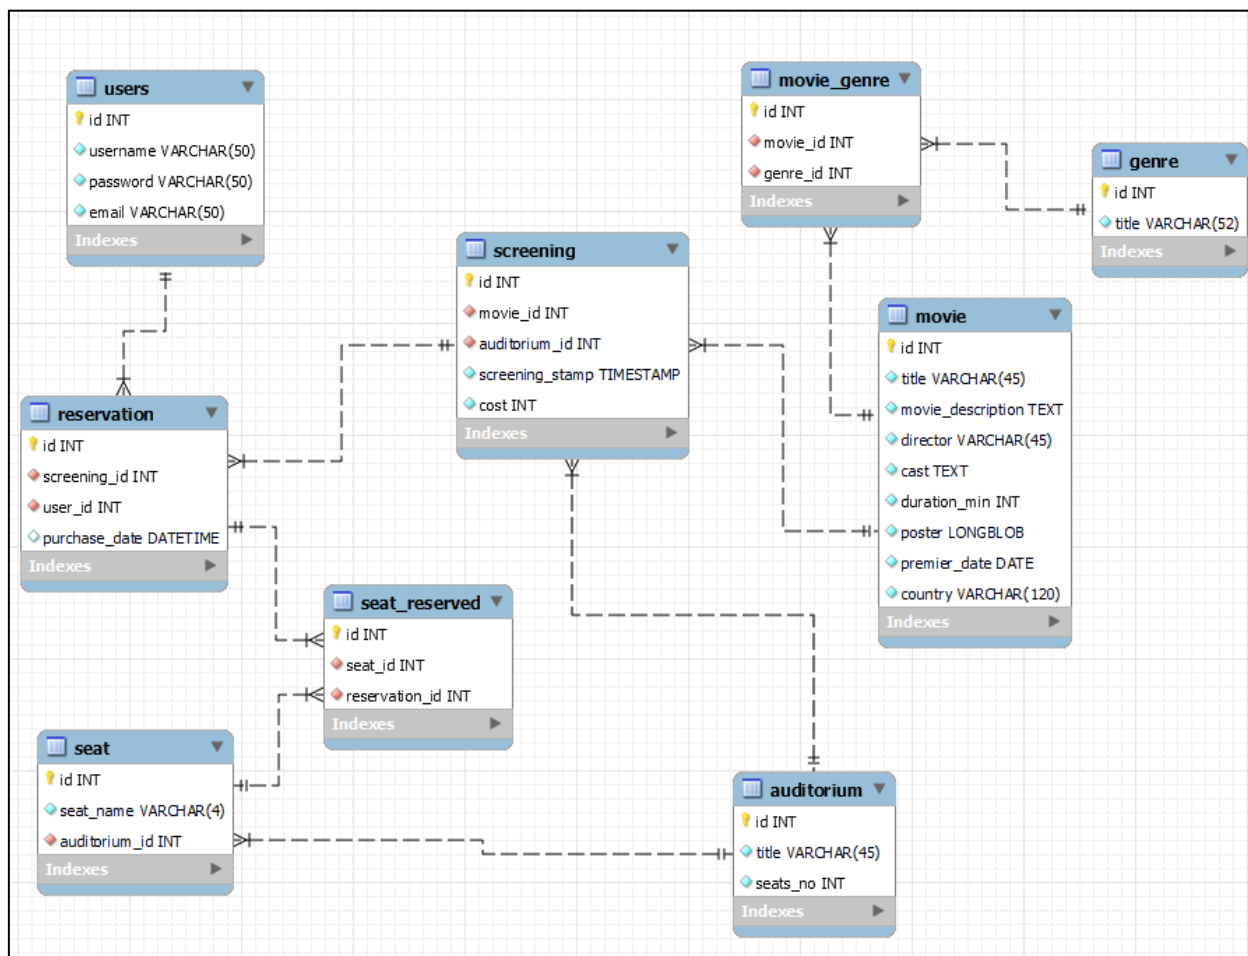 users
id INT
username VARCHAR(50)
password VARCHAR(50)
email VARCHAR(50)
Indexes
movie_genre
id INT
movie_id INT
genre_id INT
Indexes
genre
id INT
title VARCHAR(52)
Indexes
screening
id INT
movie_id INT
auditorium_id INT
screening_stamp TIMESTAMP
cost INT
Indexes
movie
id INT
title VARCHAR(45)
movie_description TEXT
director VARCHAR(45)
cast TEXT
duration_min INT
poster LONGBLOB
premier_date DATE
country VARCHAR(120)
Indexes
reservation
id INT
screening_id INT
user_id INT
purchase_date DATETIME
Indexes
seat_reserved
id INT
seat_id INT
reservation_id INT
Indexes
seat
id INT
seat_name VARCHAR(4)
auditorium_id INT
Indexes
auditorium
id INT
title VARCHAR(45)
seats_no INT
Indexes